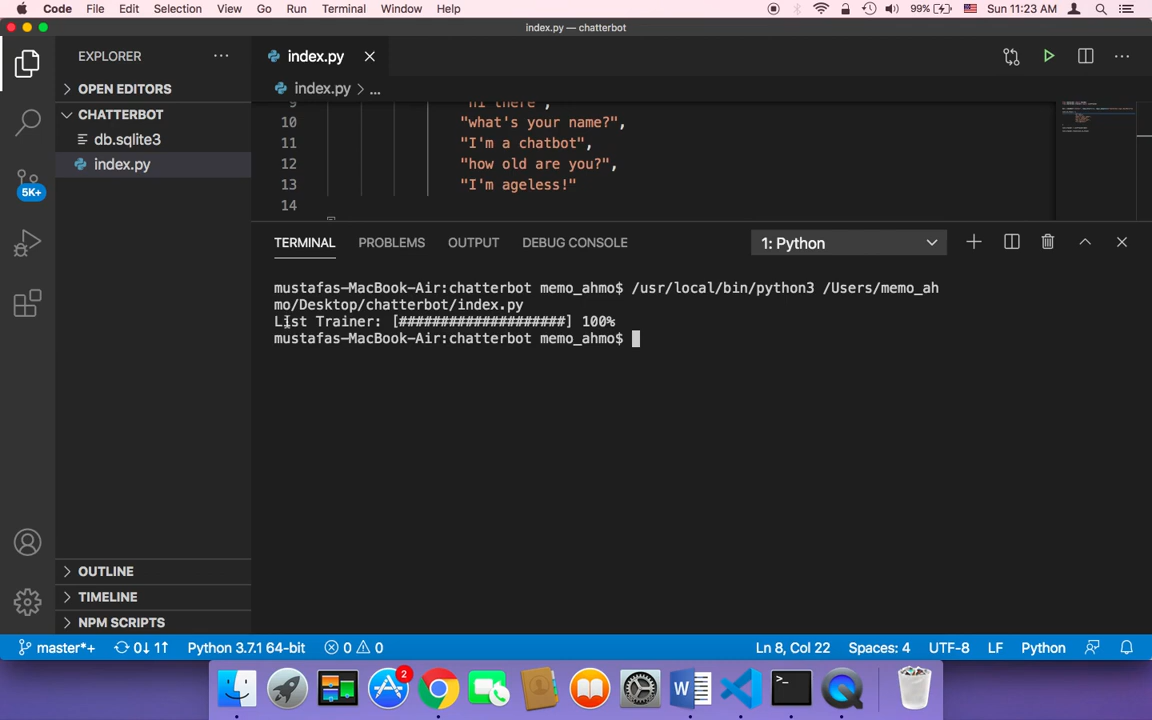 Code File Edit Selection View Go Run Terminal Window Help 99% Sun 11:23 AM
index.py — chatterbot
EXPLORER
index.py
OPEN EDITORS
index.py > ...
CHATTERBOT
db.sqlite3
index.py
9 "hi there",
10 "what's your name?",
11 "I'm a chatbot",
12 "how old are you?",
13 "I'm ageless!"
14
TERMINAL PROBLEMS OUTPUT DEBUG CONSOLE 1: Python
mustafas-MacBook-Air:chatterbot memo_ahmo$ /usr/local/bin/python3 /Users/memo_ah
mo/Desktop/chatterbot/index.py
List Trainer: [####################] 100%
mustafas-MacBook-Air:chatterbot memo_ahmo$
5K+
OUTLINE
TIMELINE
NPM SCRIPTS
master*+ 0↓ 1↑ Python 3.7.1 64-bit 0 0 Ln 8, Col 22 Spaces: 4 UTF-8 LF Python
2